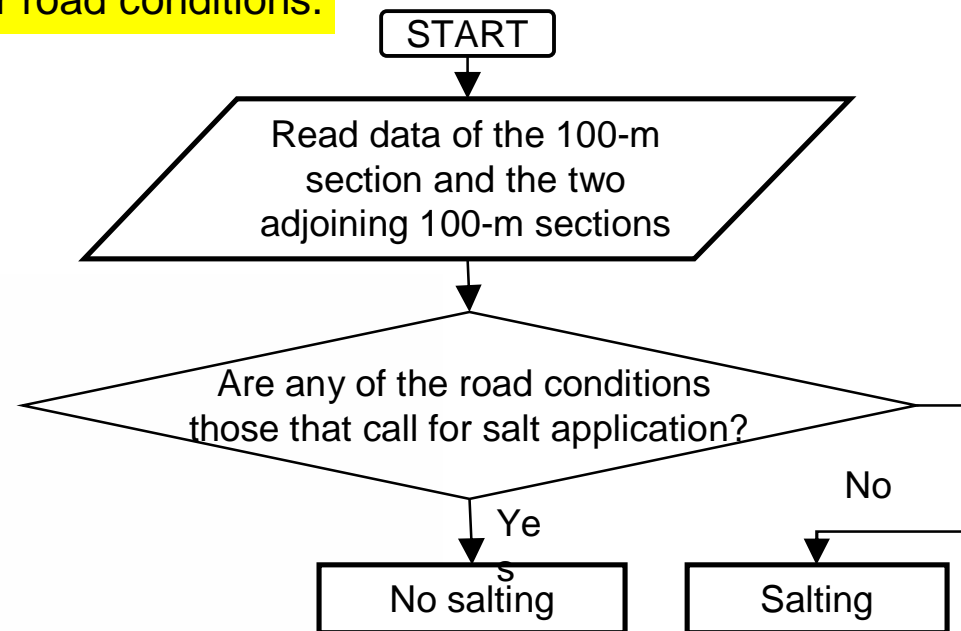 road conditions.
START
Read data of the 100-m
section and the two
adjoining 100-m sections
Are any of the road conditions
those that call for salt application?
No
Ye
s
No salting
Salting